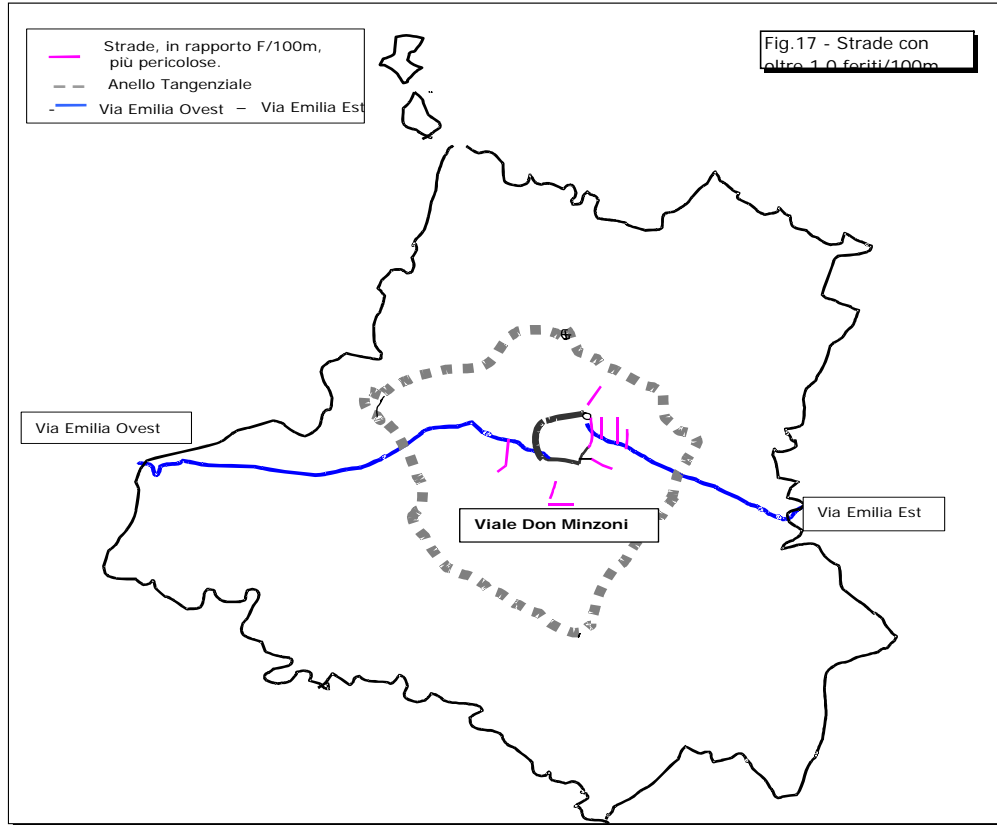 Strade, in rapporto F/100m,
più pericolose.
Anello Tangenziale
Via Emilia Ovest – Via Emilia Est
Fig.17 - Strade con
oltre 1,0 feriti/100m
Via Emilia Ovest
Viale Don Minzoni
Via Emilia Est